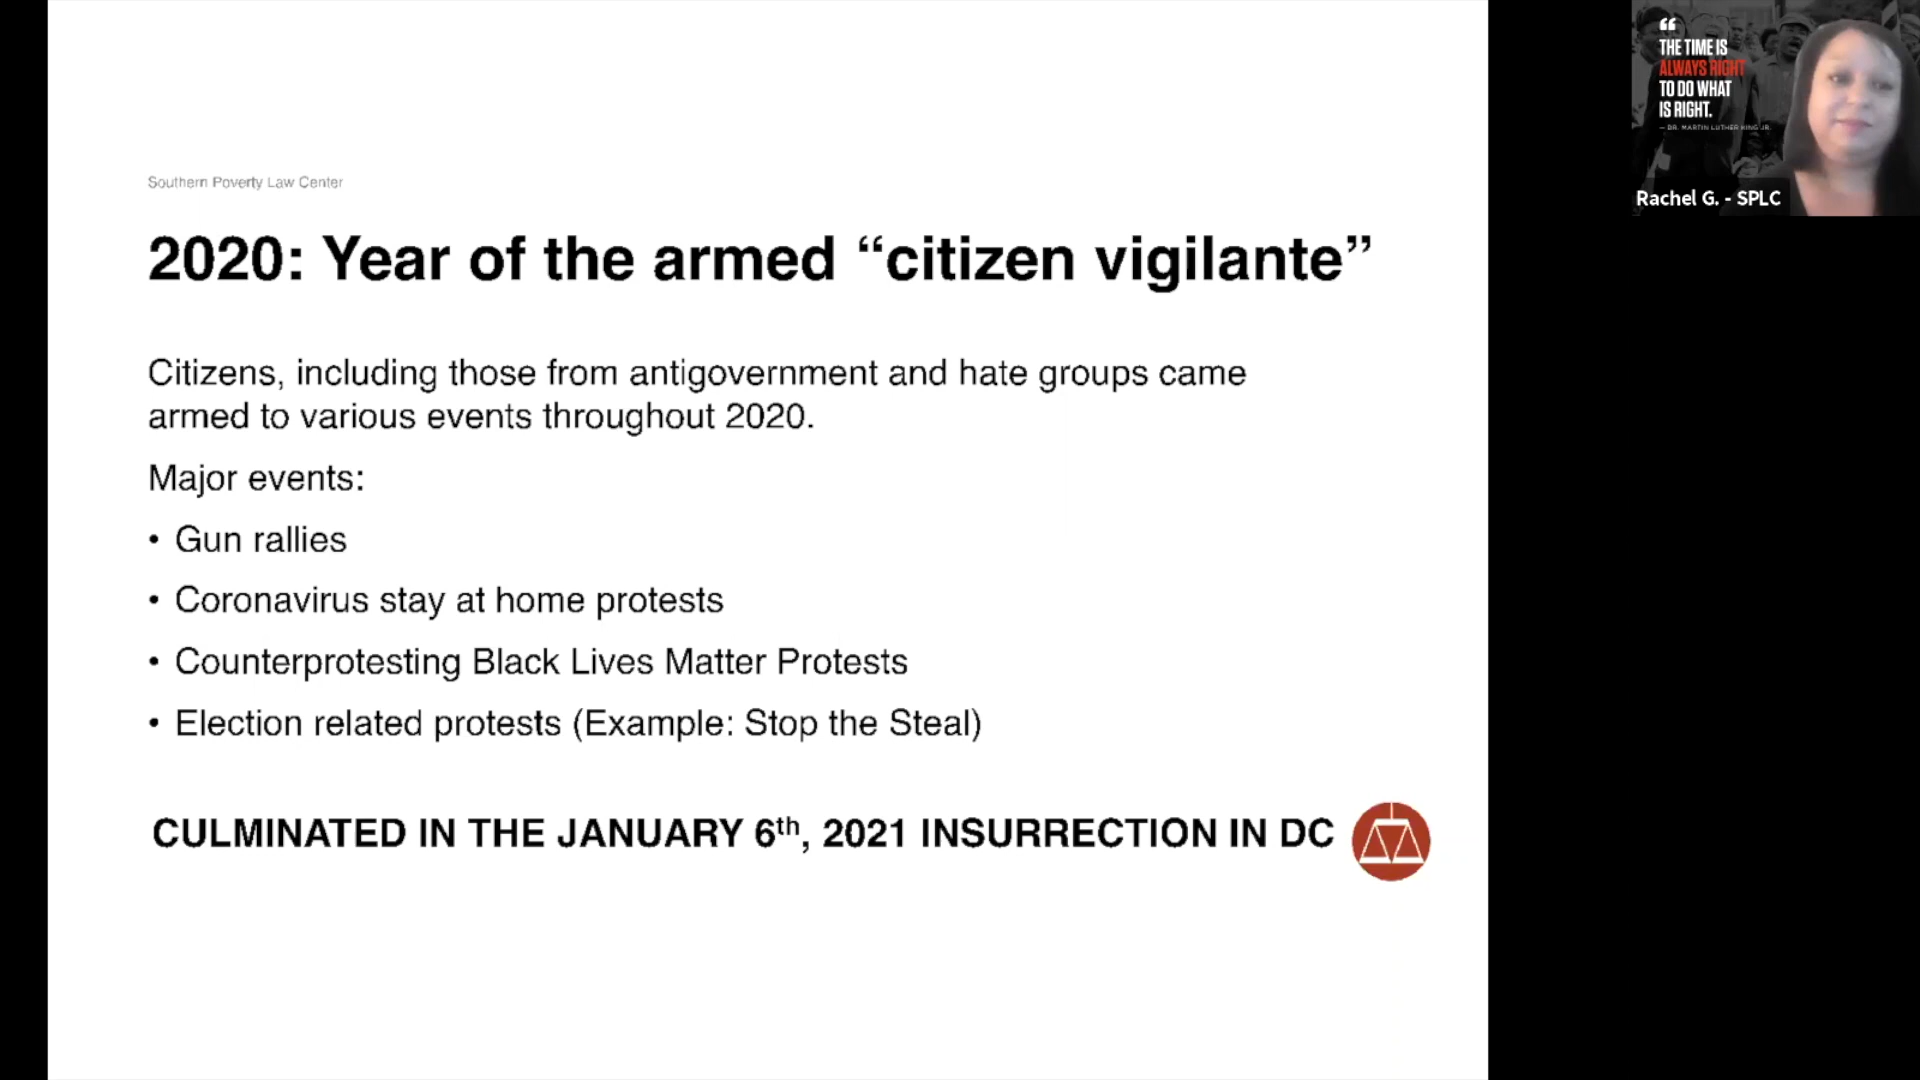 Southern Poverty Law Center
2020: Year of the armed “citizen vigilante”
Citizens, including those from antigovernment and hate groups came
armed to various events throughout 2020.
Major events:
• Gun rallies
• Coronavirus stay at home protests
• Counterprotesting Black Lives Matter Protests
• Election related protests (Example: Stop the Steal)
CULMINATED IN THE JANUARY 6th, 2021 INSURRECTION IN DC
“
THE TIME IS
ALWAYS RIGHT
TO DO WHAT
IS RIGHT.
— DR. MARTIN LUTHER KING JR.
Rachel G. - SPLC